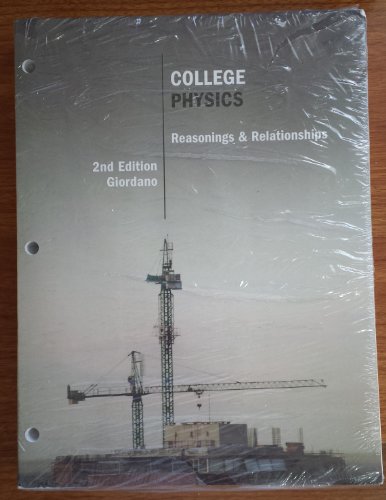 COLLEGE
PHYSICS
Reasonings & Relationships
2nd Edition
Giordano